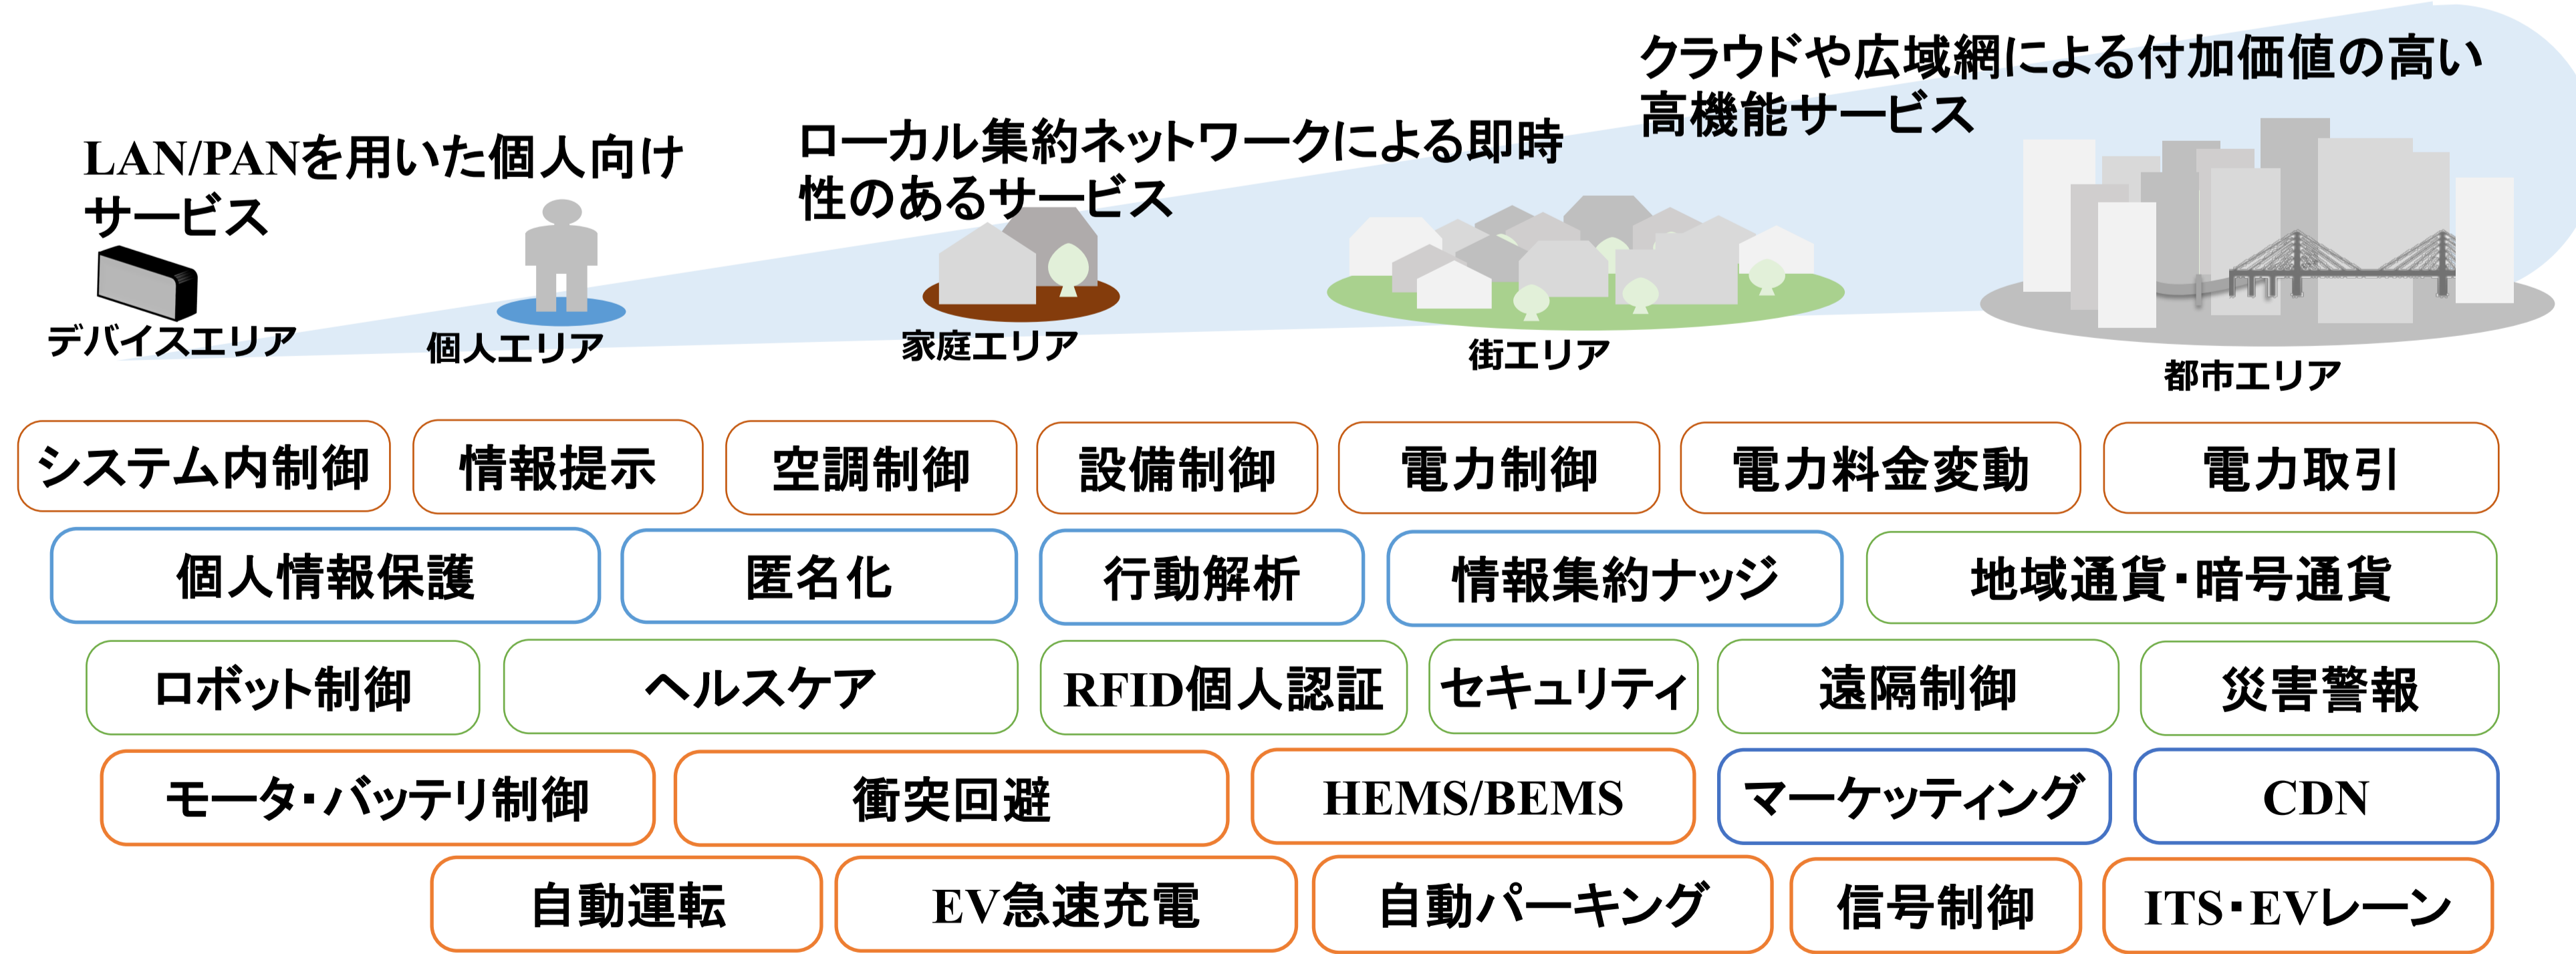 クラウドや広域網による付加価値の高い
高機能サービス
ローカル集約ネットワークによる即時
性のあるサービス
LAN/PANを用いた個人向け
サービス
デバイスエリア
個人エリア
家庭エリア
街エリア
都市エリア
システム内制御
情報提示
空調制御
設備制御
電力制御
電力料金変動
電力取引
個人情報保護
匿名化
行動解析
情報集約ナッジ
地域通貨・暗号通貨
ロボット制御
ヘルスケア
RFID個人認証
セキュリティ
遠隔制御
災害警報
モータ・バッテリ制御
衝突回避
HEMS/BEMS
マーケッティング
CDN
自動運転
EV急速充電
自動パーキング
信号制御
ITS・EVレーン